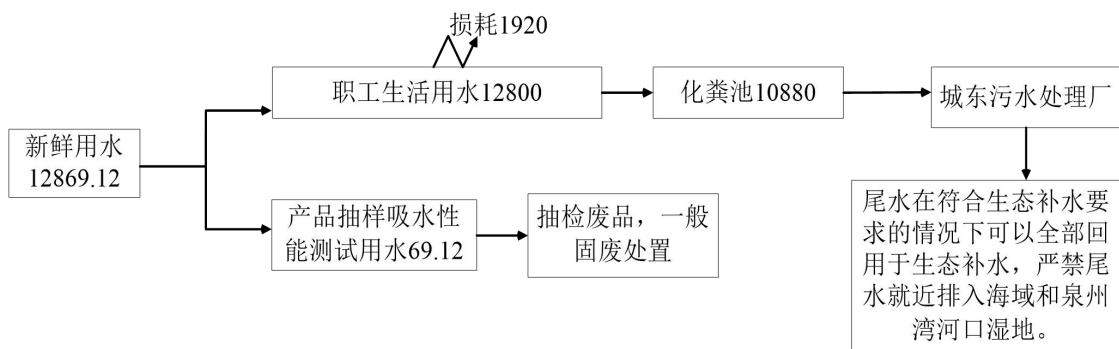 损耗1920
职工生活用水12800
化粪池10880
城东污水处理厂
新鲜用水
12869.12
产品抽样吸水性
能测试用水69.12
抽检废品，一般
固废处置
尾水在符合生态补水要
求的情况下可以全部回
用于生态补水，严禁尾
水就近排入海域和泉州
湾河口湿地。